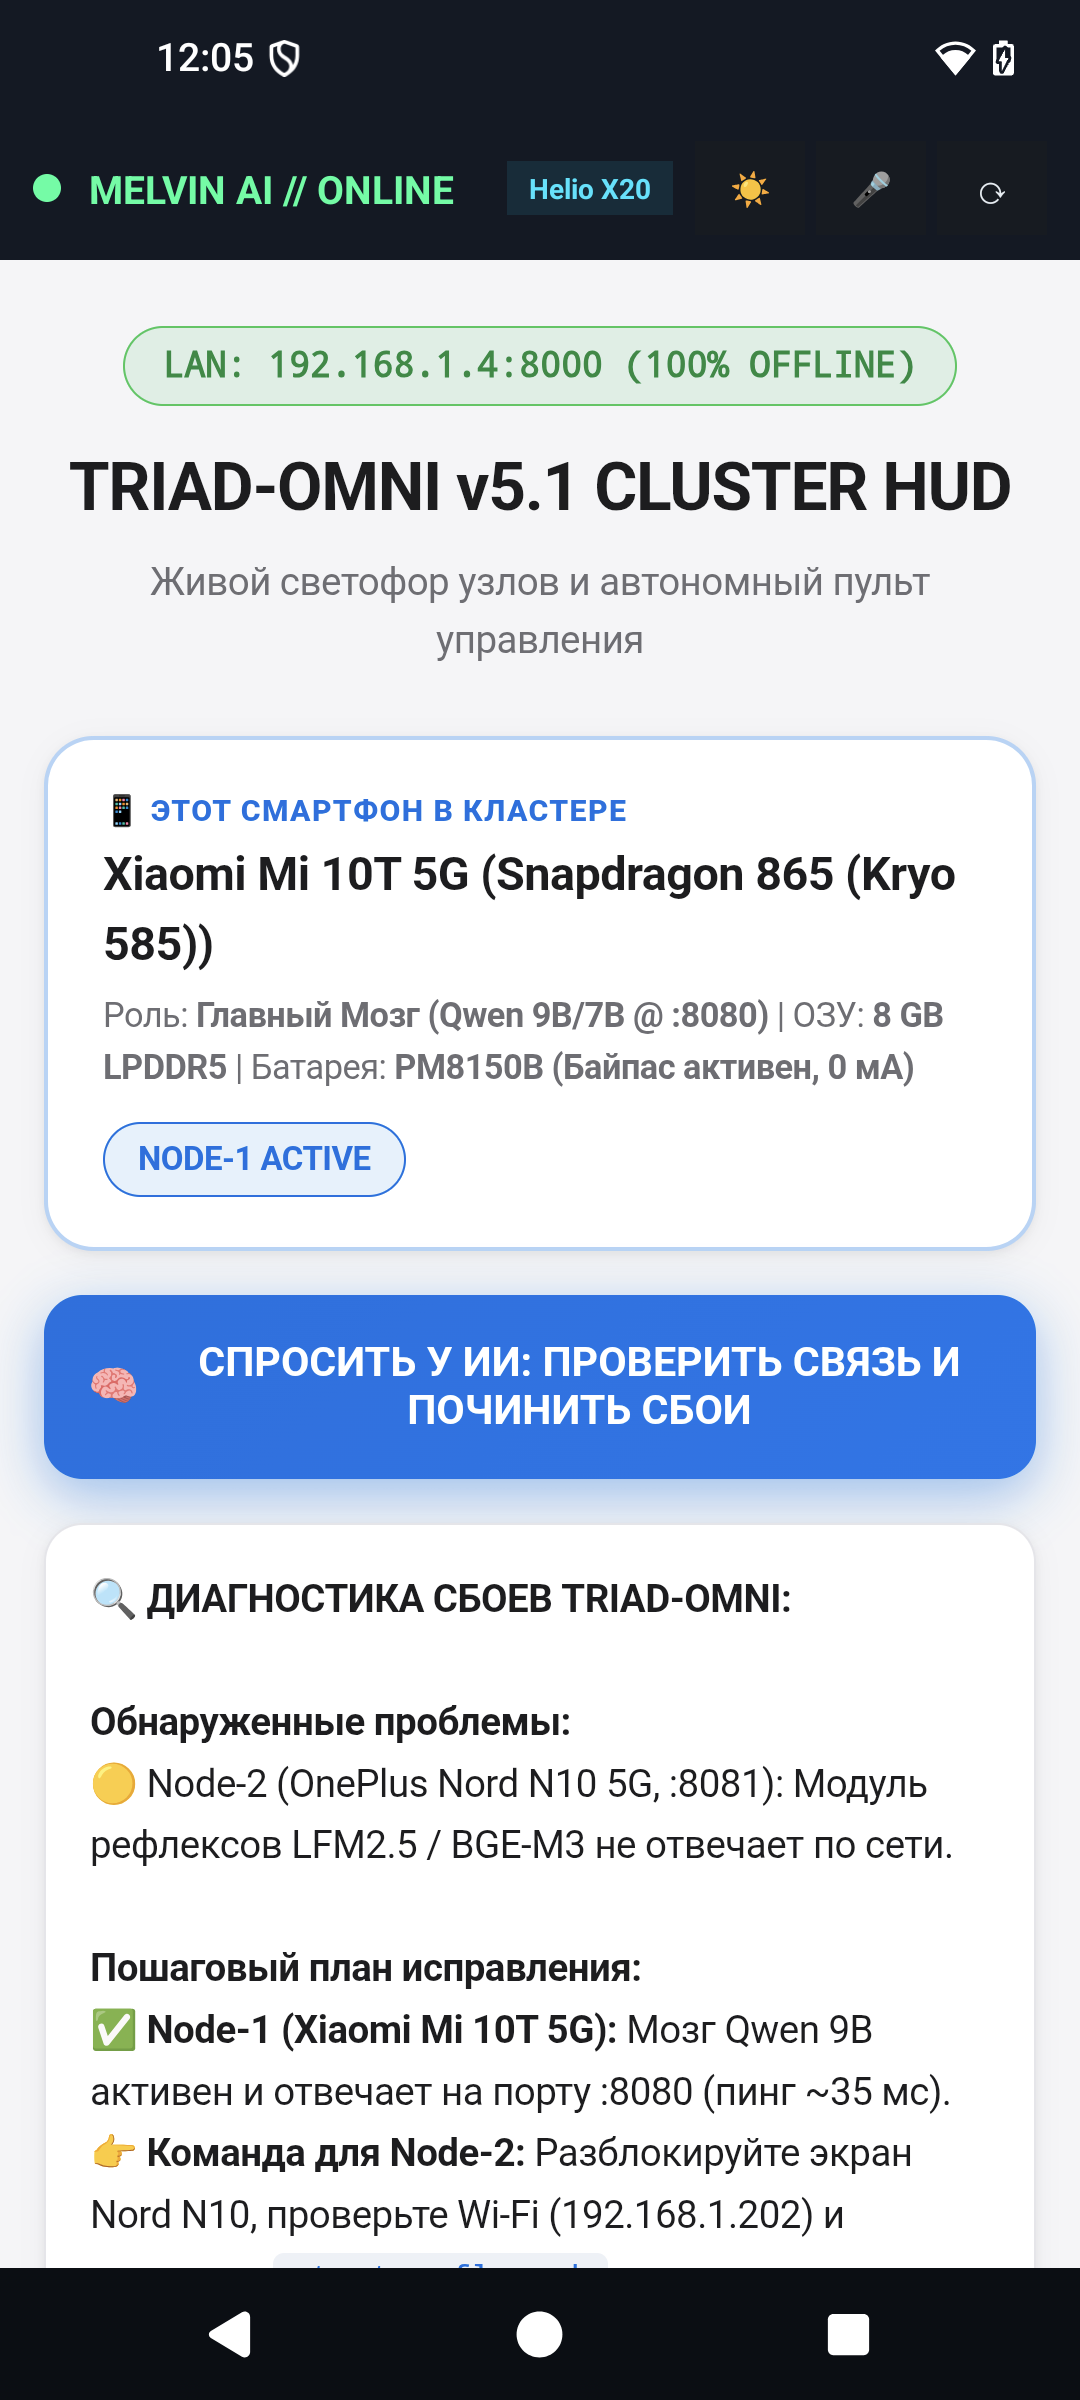 12:05
MELVIN AI // ONLINE
Helio X20
LAN: 192.168.1.4:8000 (100% OFFLINE)
TRIAD-OMNI v5.1 CLUSTER HUD
Живой светофор узлов и автономный пульт
управления
ЭТОТ СМАРТФОН В КЛАСТЕРЕ
Xiaomi Mi 10T 5G (Snapdragon 865 (Kryo
585))
Роль: Главный Мозг (Qwen 9B/7B @ :8080) | ОЗУ: 8 GB
LPDDR5 | Батарея: PM8150B (Байпас активен, 0 мА)
NODE-1 ACTIVE
СПРОСИТЬ У ИИ: ПРОВЕРИТЬ СВЯЗЬ И
ПОЧИНИТЬ СБОИ
ДИАГНОСТИКА СБОЕВ TRIAD-OMNI:
Обнаруженные проблемы:
Node-2 (OnePlus Nord N10 5G, :8081): Модуль
рефлексов LFM2.5 / BGE-M3 не отвечает по сети.
Пошаговый план исправления:
Node-1 (Xiaomi Mi 10T 5G): Мозг Qwen 9B
активен и отвечает на порту :8080 (пинг ~35 мс).
Команда для Node-2: Разблокируйте экран
Nord N10, проверьте Wi-Fi (192.168.1.202) и